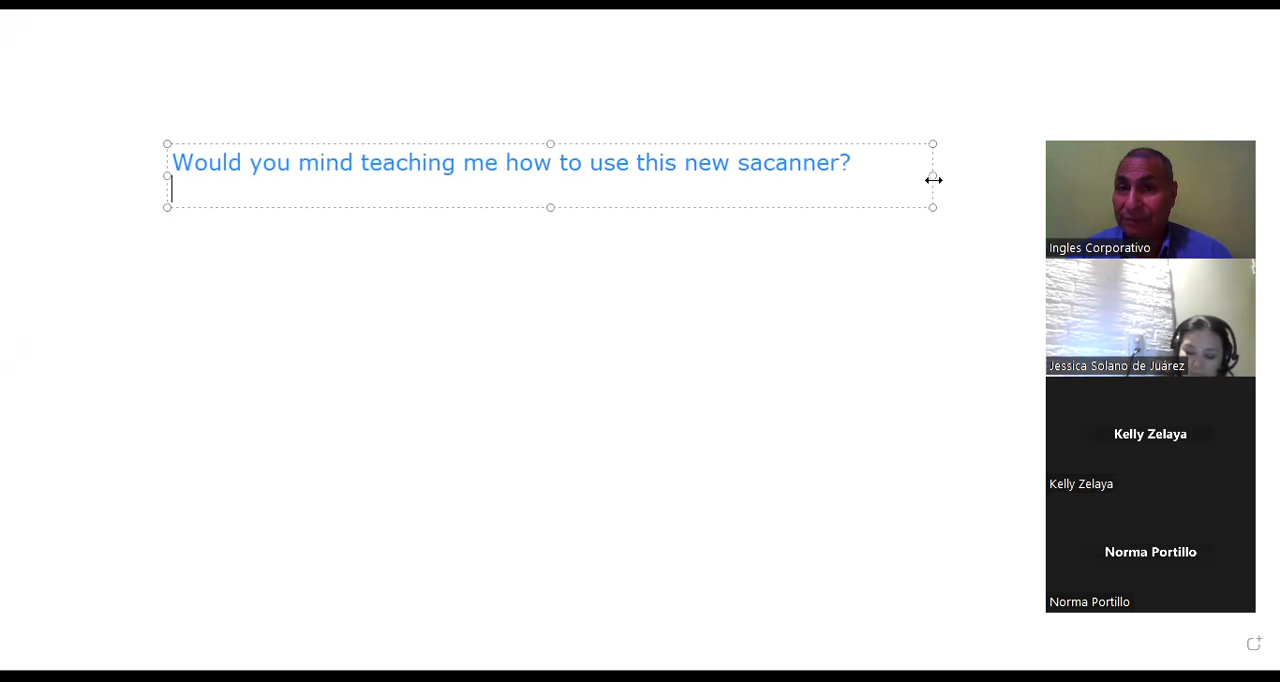 Would you mind teaching me how to use this new sacanner?
Ingles Corporativo
Jessica Solano de Juárez
Kelly Zelaya
Kelly Zelaya
Norma Portillo
Norma Portillo